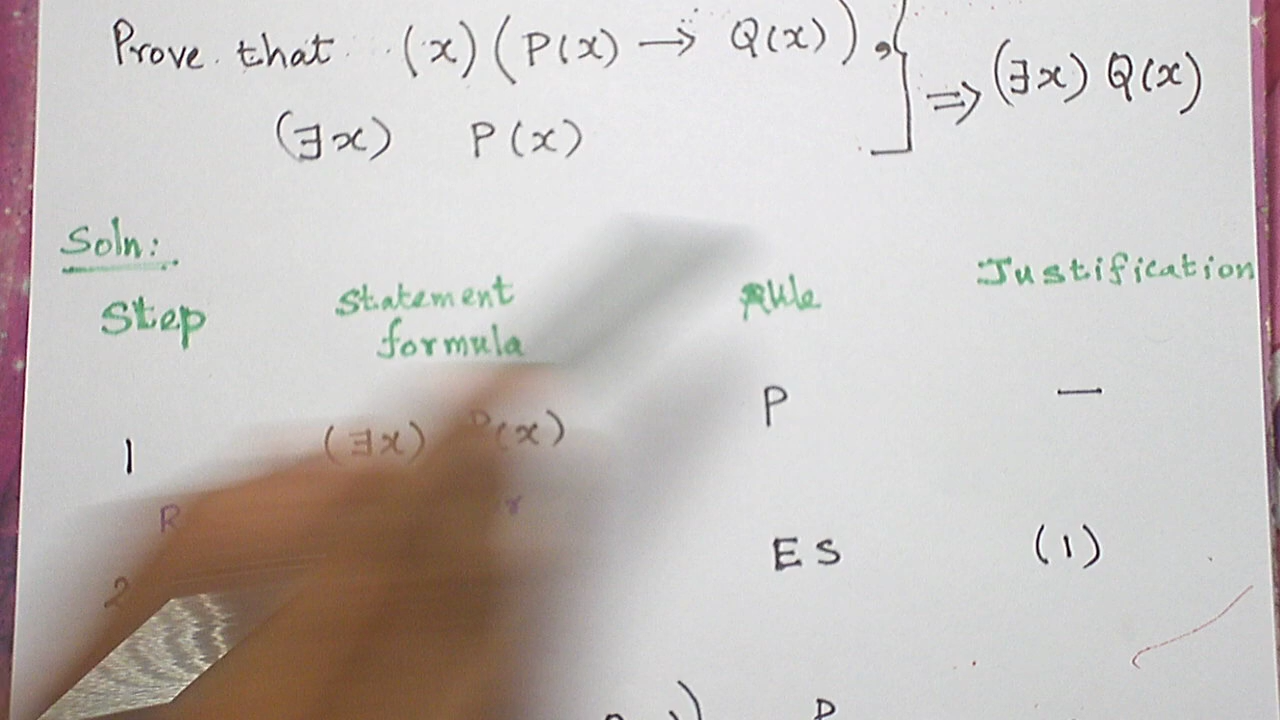 Prove that (x)(P(x) → Q(x)),
(∃x) P(x)
⇒ (∃x) Q(x)
Soln:
Step Statement formula Rule Justification
1 (∃x) P(x) P —
2 ES (1)
P